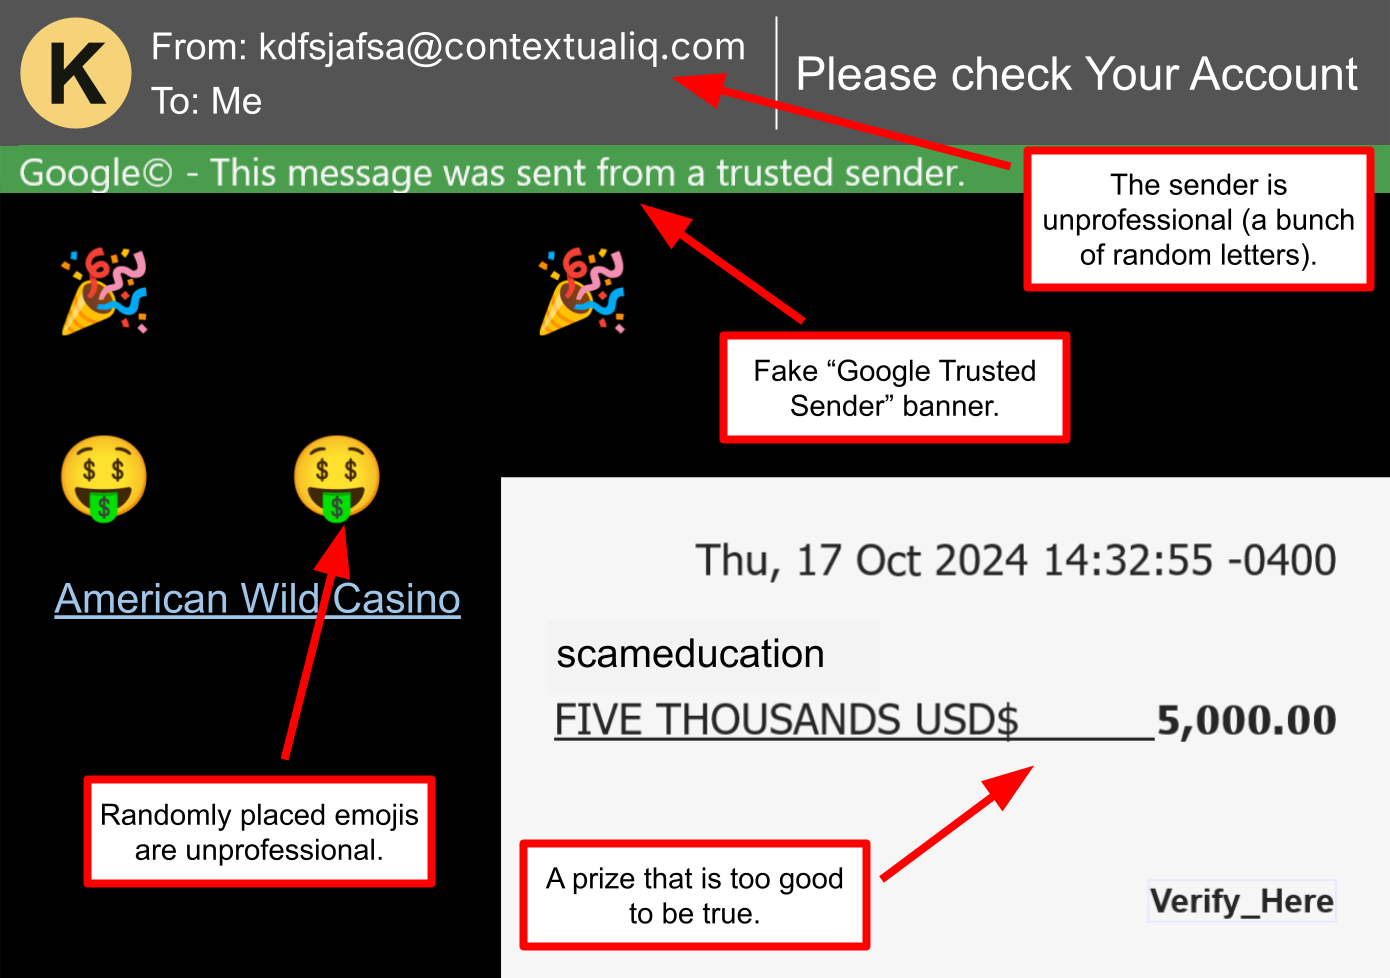 K
From: kdfsjafsa@contextualiq.com
To: Me
Please check Your Account
Google© - This message was sent from a trusted sender.
The sender is
unprofessional (a bunch
of random letters).
Fake “Google Trusted
Sender” banner.
American Wild Casino
Thu, 17 Oct 2024 14:32:55 -0400
scameducation
FIVE THOUSANDS USD$ 5,000.00
Randomly placed emojis
are unprofessional.
A prize that is too good
to be true.
Verify_Here